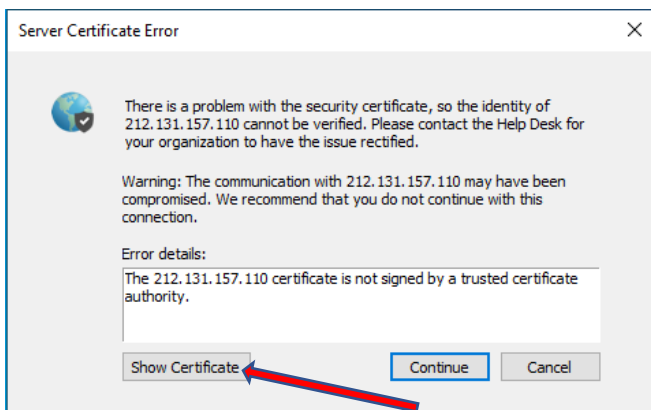 Server Certificate Error
There is a problem with the security certificate, so the identity of
212.131.157.110 cannot be verified. Please contact the Help Desk for
your organization to have the issue rectified.
Warning: The communication with 212.131.157.110 may have been
compromised. We recommend that you do not continue with this
connection.
Error details:
The 212.131.157.110 certificate is not signed by a trusted certificate
authority.
Show Certificate Continue Cancel